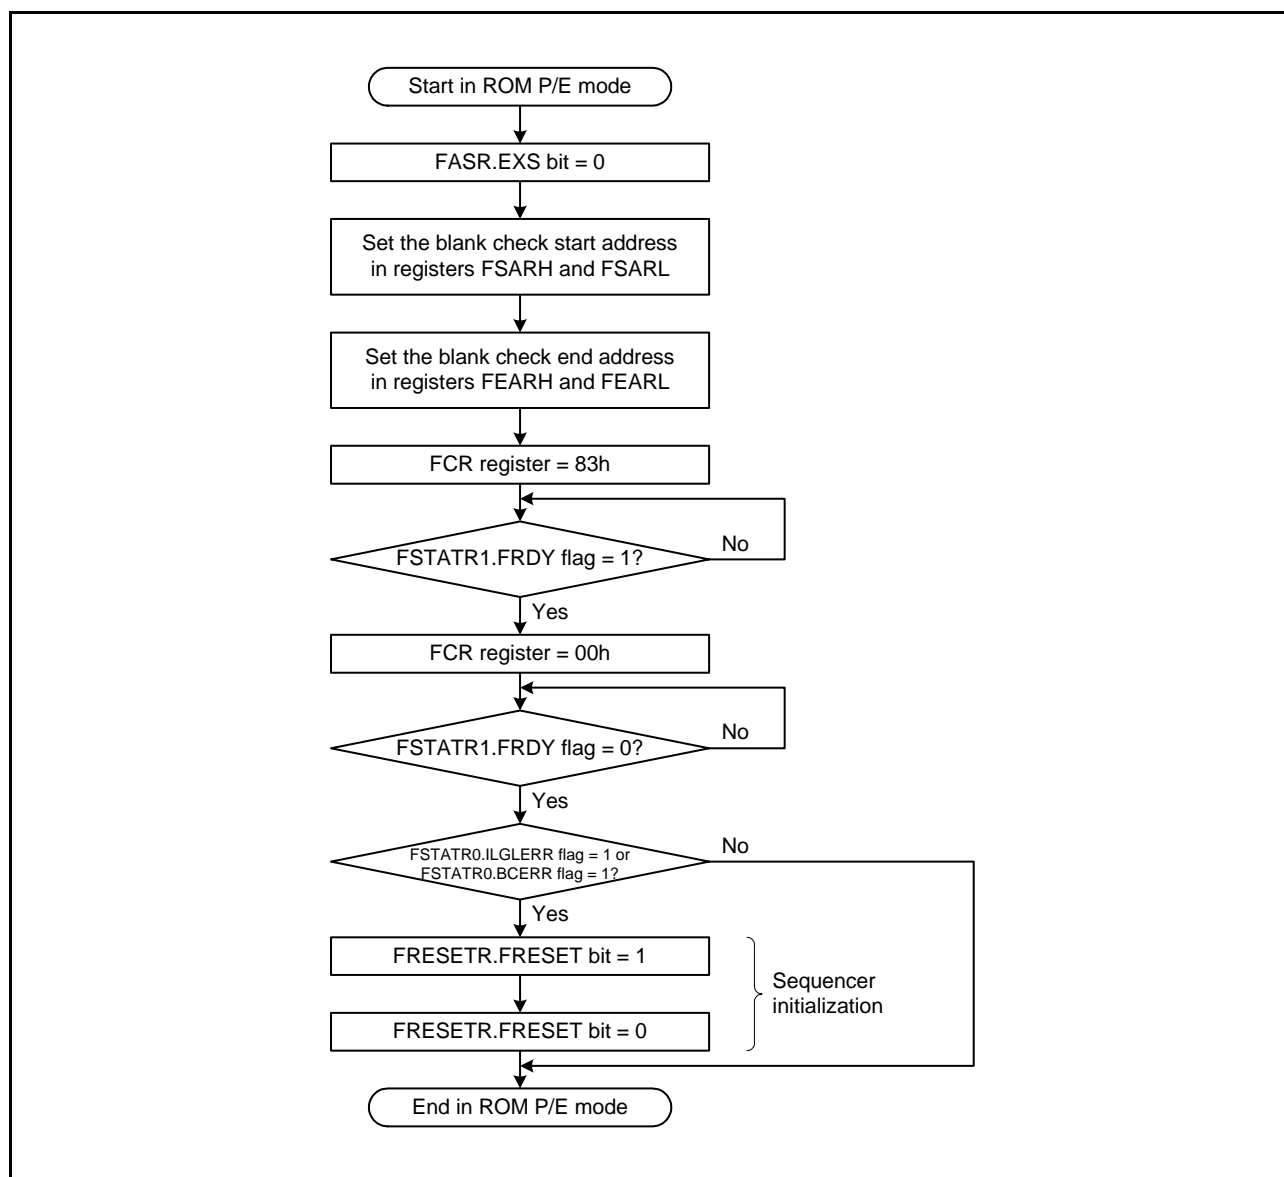 Start in ROM P/E mode
FASR.EXS bit = 0
Set the blank check start address
in registers FSARH and FSARL
Set the blank check end address
in registers FEARH and FEARL
FCR register = 83h
FSTATR1.FRDY flag = 1?
No
Yes
FCR register = 00h
FSTATR1.FRDY flag = 0?
No
Yes
FSTATR0.ILGLERR flag = 1 or
FSTATR0.BCERR flag = 1?
No
Yes
FRESETR.FRESET bit = 1
FRESETR.FRESET bit = 0
Sequencer
initialization
End in ROM P/E mode